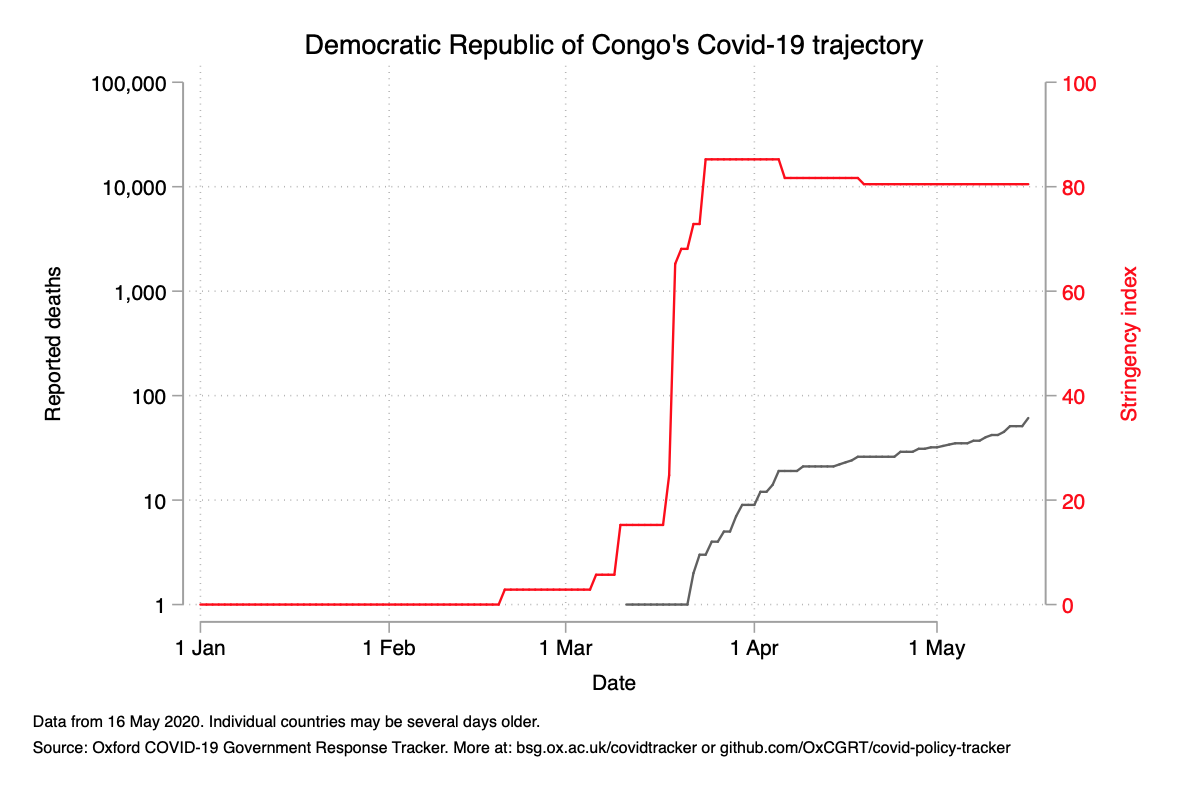 Democratic Republic of Congo's Covid-19 trajectory
100,000
10,000
1,000
100
10
1
Reported deaths
100
80
60
40
20
0
Stringency index
1 Jan
1 Feb
1 Mar
1 Apr
1 May
Date
Data from 16 May 2020. Individual countries may be several days older.
Source: Oxford COVID-19 Government Response Tracker. More at: bsg.ox.ac.uk/covidtracker or github.com/OxCGRT/covid-policy-tracker